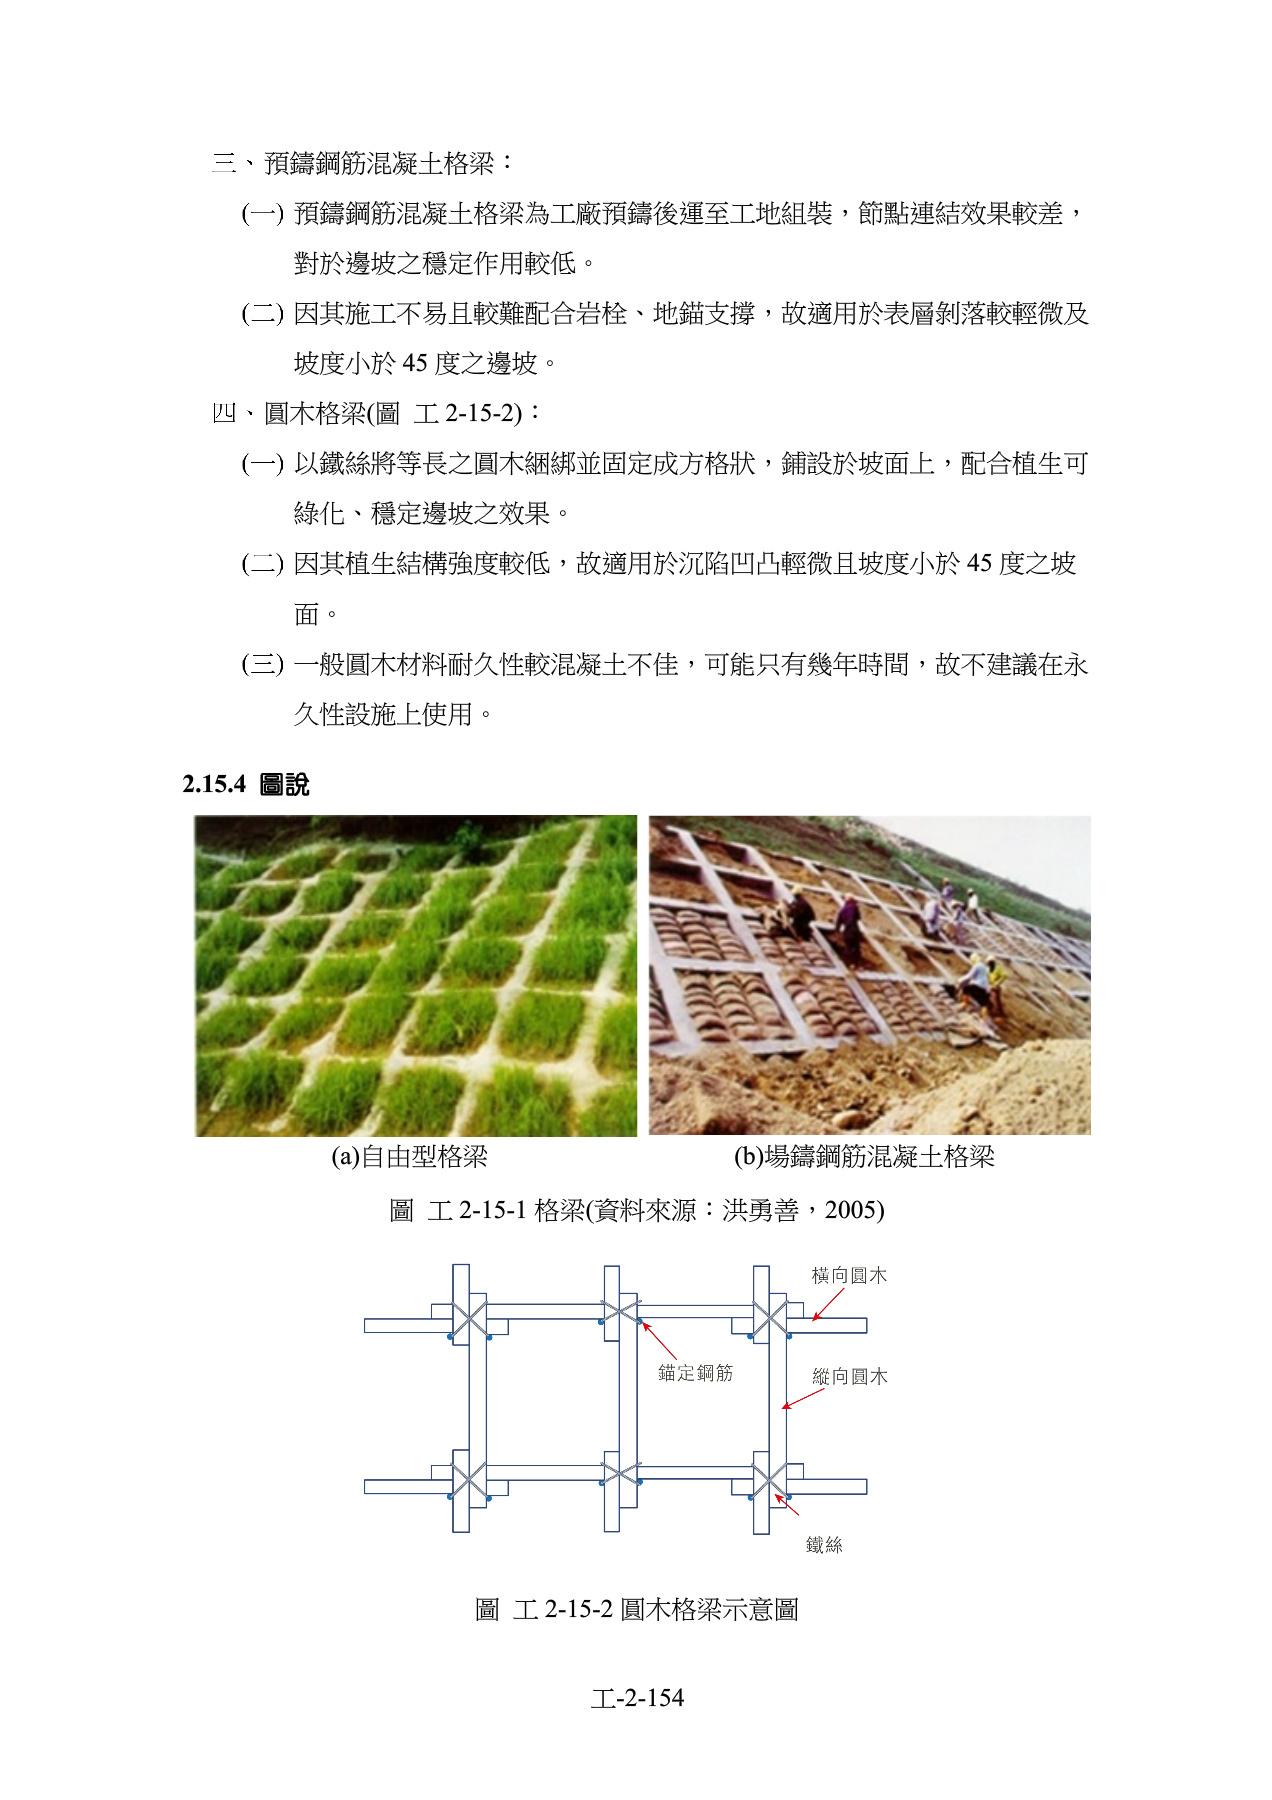 三、預鑄鋼筋混凝土格梁：
(一) 預鑄鋼筋混凝土格梁為工廠預鑄後運至工地組裝，節點連結效果較差，
對於邊坡之穩定作用較低。
(二) 因其施工不易且較難配合岩栓、地錨支撐，故適用於表層剝落較輕微及
坡度小於 45 度之邊坡。
四、圓木格梁(圖 工 2-15-2)：
(一) 以鐵絲將等長之圓木綑綁並固定成方格狀，鋪設於坡面上，配合植生可
綠化、穩定邊坡之效果。
(二) 因其植生結構強度較低，故適用於沉陷凹凸輕微且坡度小於 45 度之坡
面。
(三) 一般圓木材料耐久性較混凝土不佳，可能只有幾年時間，故不建議在永
久性設施上使用。
2.15.4 圖說
(a)自由型格梁
(b)場鑄鋼筋混凝土格梁
圖 工 2-15-1 格梁(資料來源：洪勇善，2005)
橫向圓木
錨定鋼筋
縱向圓木
鐵絲
圖 工 2-15-2 圓木格梁示意圖
工-2-154